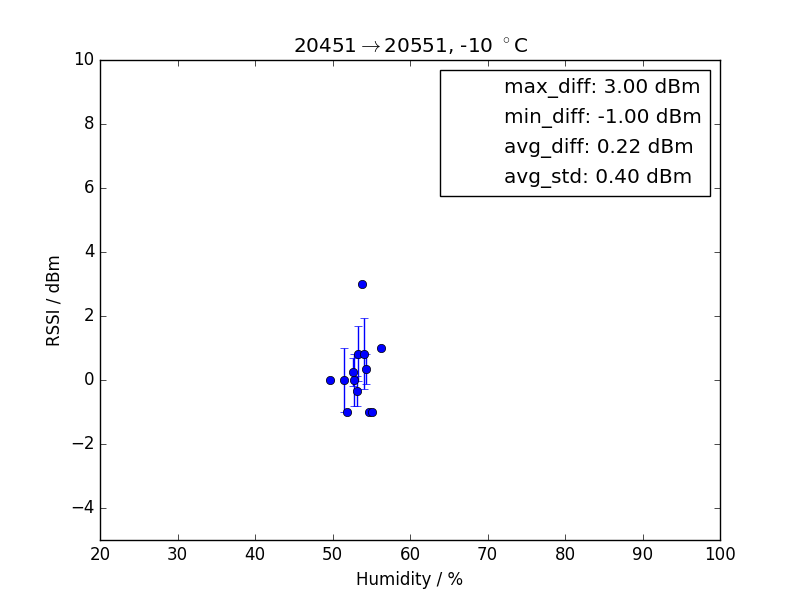 20451→20551, -10 °C
max_diff: 3.00 dBm
min_diff: -1.00 dBm
avg_diff: 0.22 dBm
avg_std: 0.40 dBm
RSSI / dBm
10
8
6
4
2
0
−2
−4
20 30 40 50 60 70 80 90 100
Humidity / %